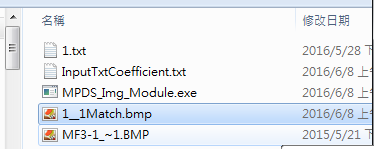 名稱 修改日期
1.txt 2016/5/28 下
InputTxtCoefficient.txt 2016/6/8 上
MPDS_Img_Module.exe 2016/6/8 上
1__1Match.bmp 2016/6/8 上
MF3-1_~1.BMP 2015/5/21 下